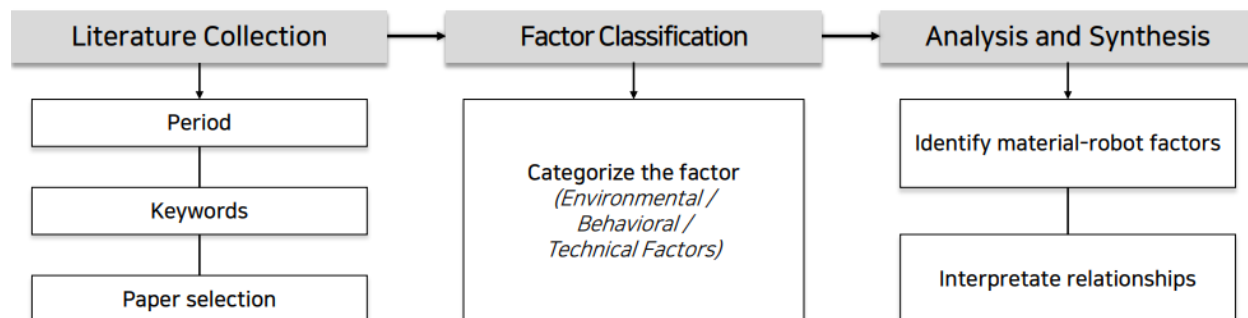 Literature Collection
Factor Classification
Analysis and Synthesis
Period
Keywords
Paper selection
Categorize the factor
(Environmental /
Behavioral /
Technical Factors)
Identify material-robot factors
Interpretate relationships